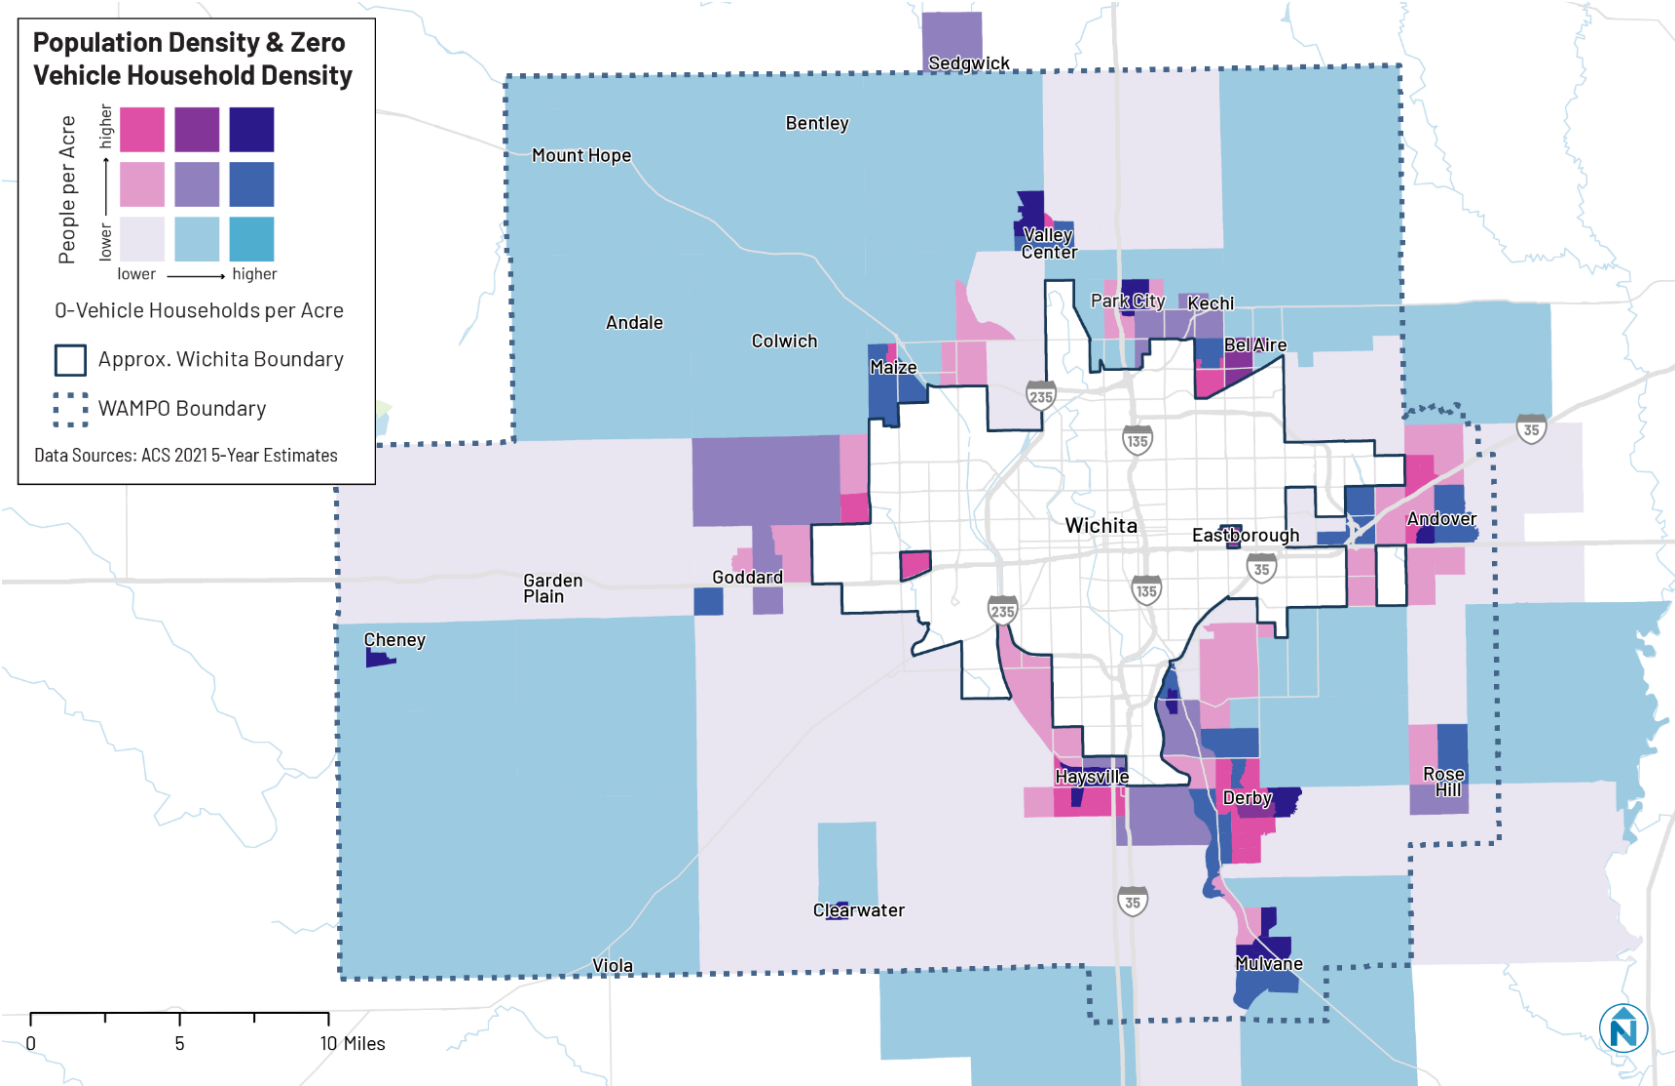 Population Density & Zero
Vehicle Household Density
People per Acre
higher
lower
lower
higher
0-Vehicle Households per Acre
Approx. Wichita Boundary
WAMPO Boundary
Data Sources: ACS 2021 5-Year Estimates
Sedgwick
Bentley
Mount Hope
Valley
Center
Park City
Kechi
Andale
Colwich
Bel Aire
Maize
235
135
35
Wichita
Andover
Eastborough
35
Goddard
Garden
Plain
135
235
Cheney
Haysville
Rose
Hill
Derby
Clearwater
35
Viola
Mulvane
0
5
10 Miles
N